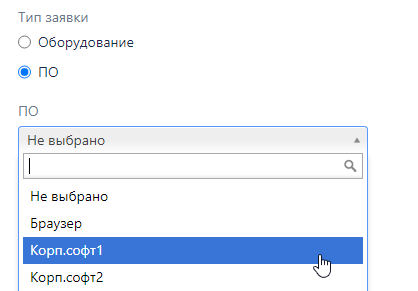 Тип заявки
Оборудование
ПО
ПО
Не выбрано
Не выбрано
Браузер
Корп.софт1
Корп.софт2